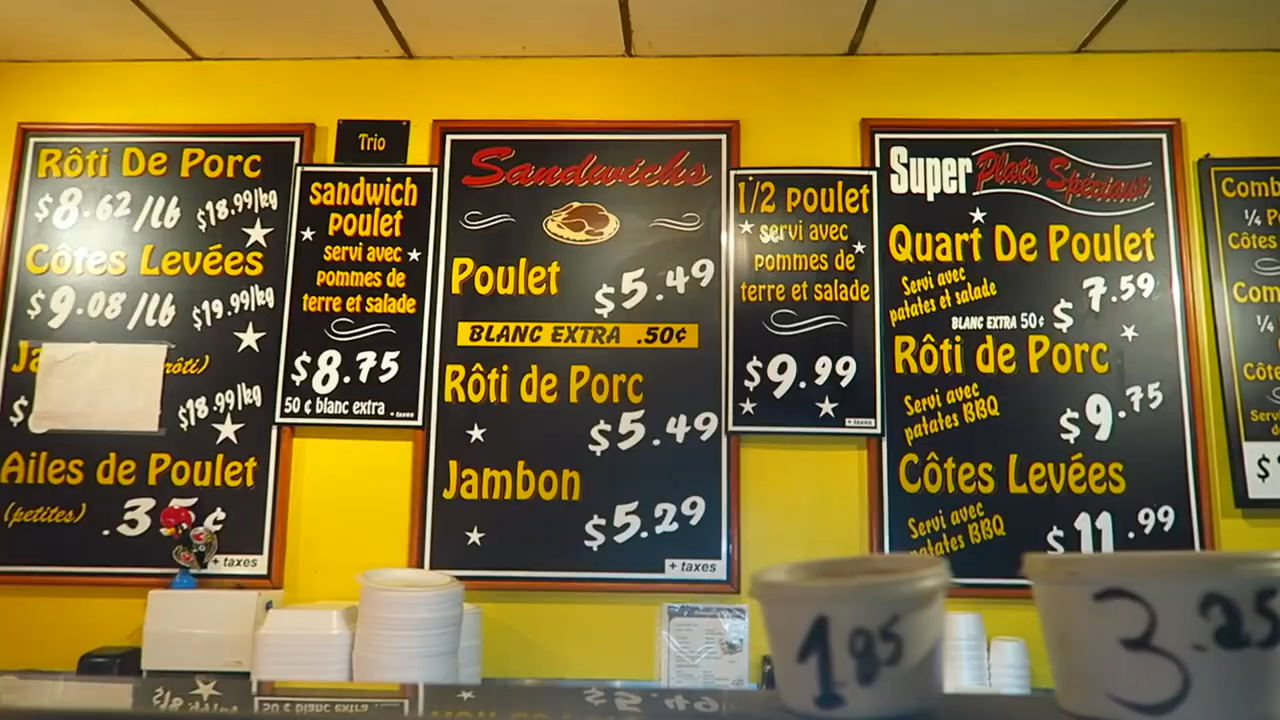 Rôti De Porc
$8.62/lb $18.99/kg
Côtes Levées
$9.08/lb $19.99/kg
Ja rôti)
$ $18.99/kg
Ailes de Poulet
(petites) .35¢
+ taxes
Trio
sandwich
poulet
servi avec
pommes de
terre et salade
$8.75
50 ¢ blanc extra + taxes
Sandwichs
Poulet $5.49
BLANC EXTRA .50¢
Rôti de Porc
$5.49
Jambon
$5.29
+ taxes
1/2 poulet
servi avec
pommes de
terre et salade
$9.99
+ taxes
Super Plats Spéciaux
Quart De Poulet
Servi avec
patates et salade
$7.59
BLANC EXTRA 50¢
Rôti de Porc
Servi avec
patates BBQ
$9.75
Côtes Levées
Servi avec
patates BBQ
$11.99
Comb
1/4 P
Côtes
Com
1/4
Côte
Serv
$
185
3.25